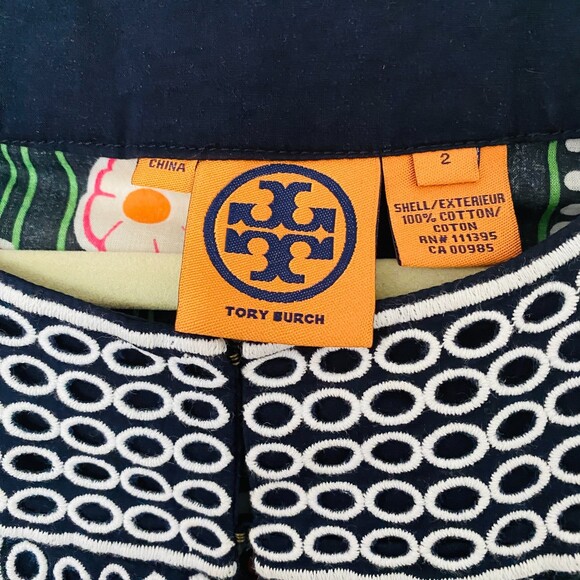 CHINA
TORY BURCH
2
SHELL/EXTERIEUR
100% COTTON/
COTON
RN# 111395
CA 00985